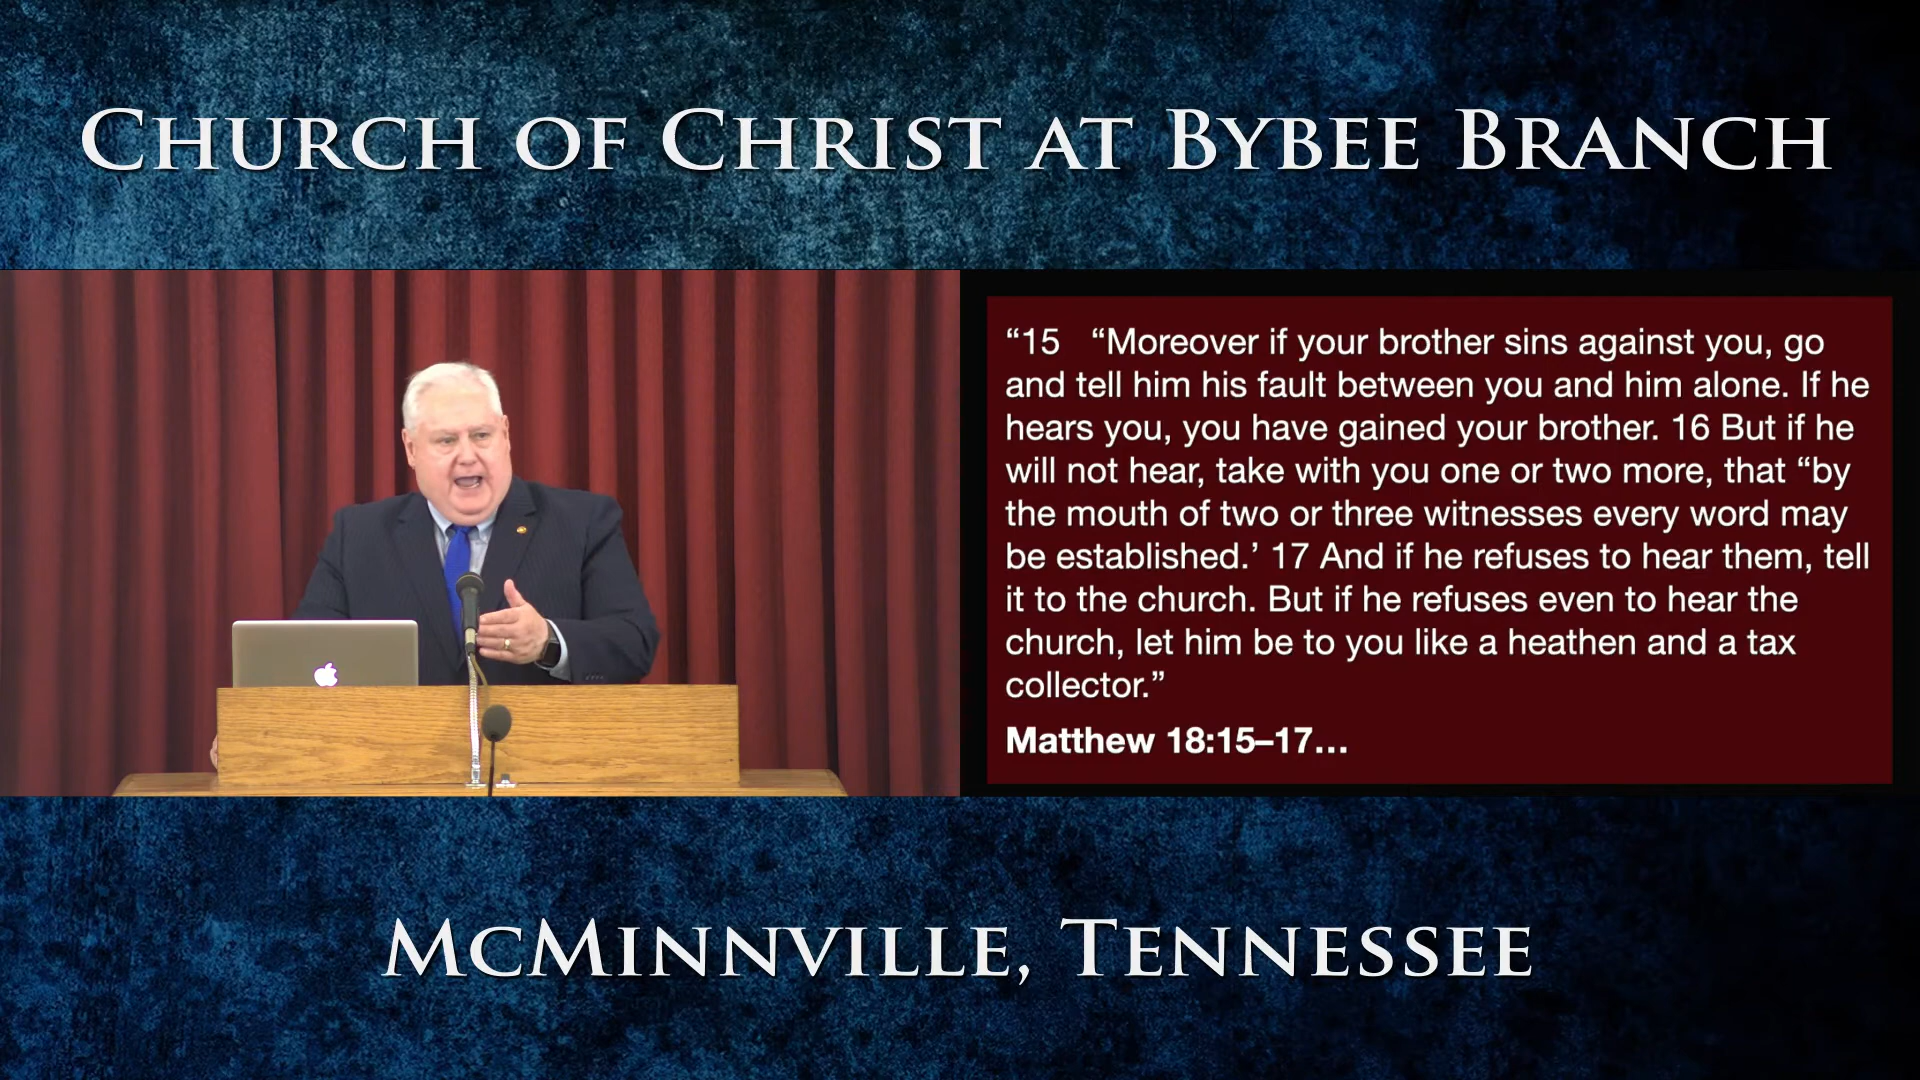 Church of Christ at Bybee Branch
“15 “Moreover if your brother sins against you, go
and tell him his fault between you and him alone. If he
hears you, you have gained your brother. 16 But if he
will not hear, take with you one or two more, that “by
the mouth of two or three witnesses every word may
be established.’ 17 And if he refuses to hear them, tell
it to the church. But if he refuses even to hear the
church, let him be to you like a heathen and a tax
collector.”
Matthew 18:15–17...
McMinnville, Tennessee